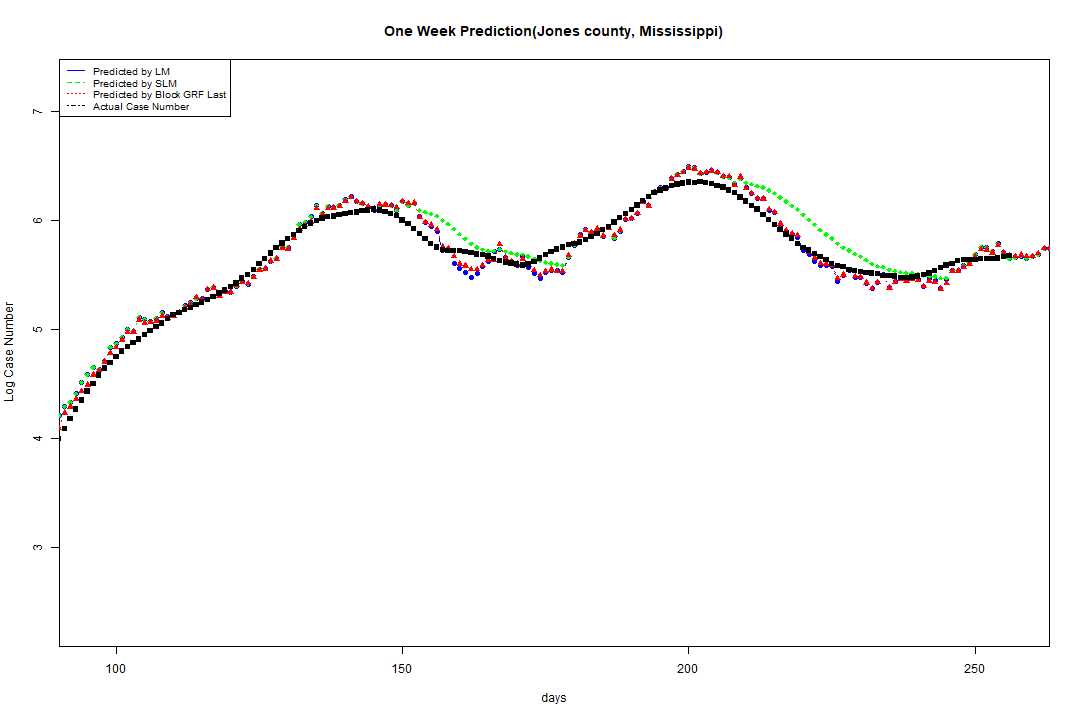 One Week Prediction(Jones county, Mississippi)
Predicted by LM
Predicted by SLM
Predicted by Block GRF Last
Actual Case Number
7
6
5
4
3
Log Case Number
100 150 200 250
days